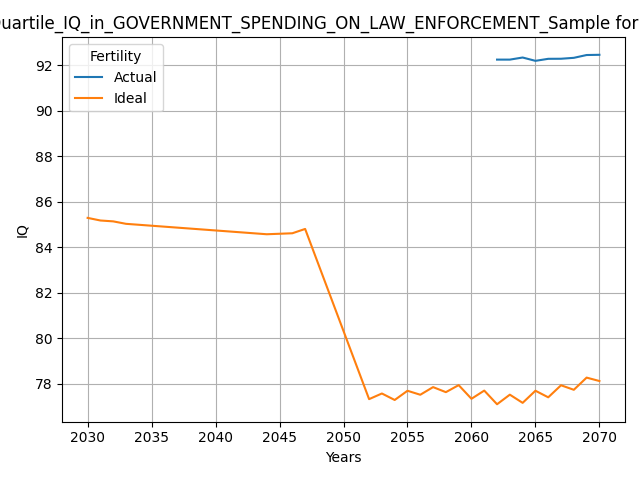 uartile_IQ_in_GOVERNMENT_SPENDING_ON_LAW_ENFORCEMENT_Sample for
Fertility
Actual
Ideal
92
90
88
86
84
82
80
78
IQ
2030 2035 2040 2045 2050 2055 2060 2065 2070
Years